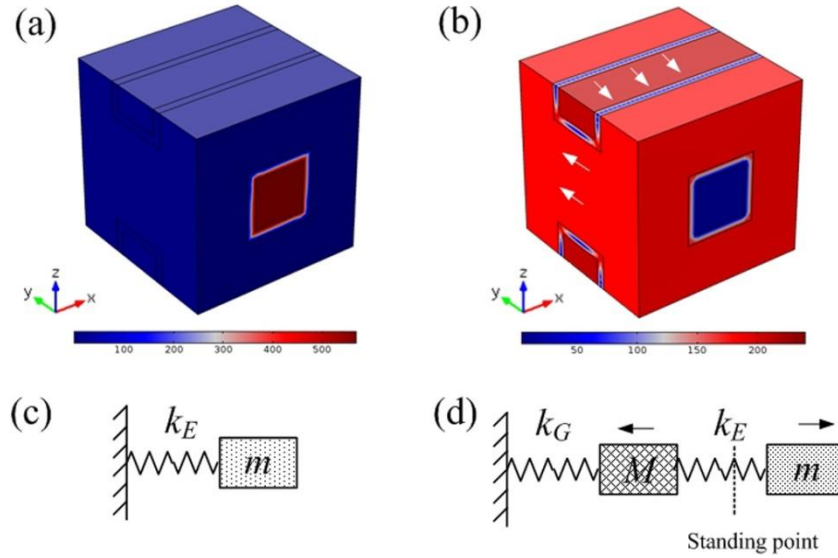 (a)
(b)
z
y
x
z
y
x
100 200 300 400 500
50 100 150 200
(c)
k_E
m
(d)
k_G
k_E
M
m
Standing point